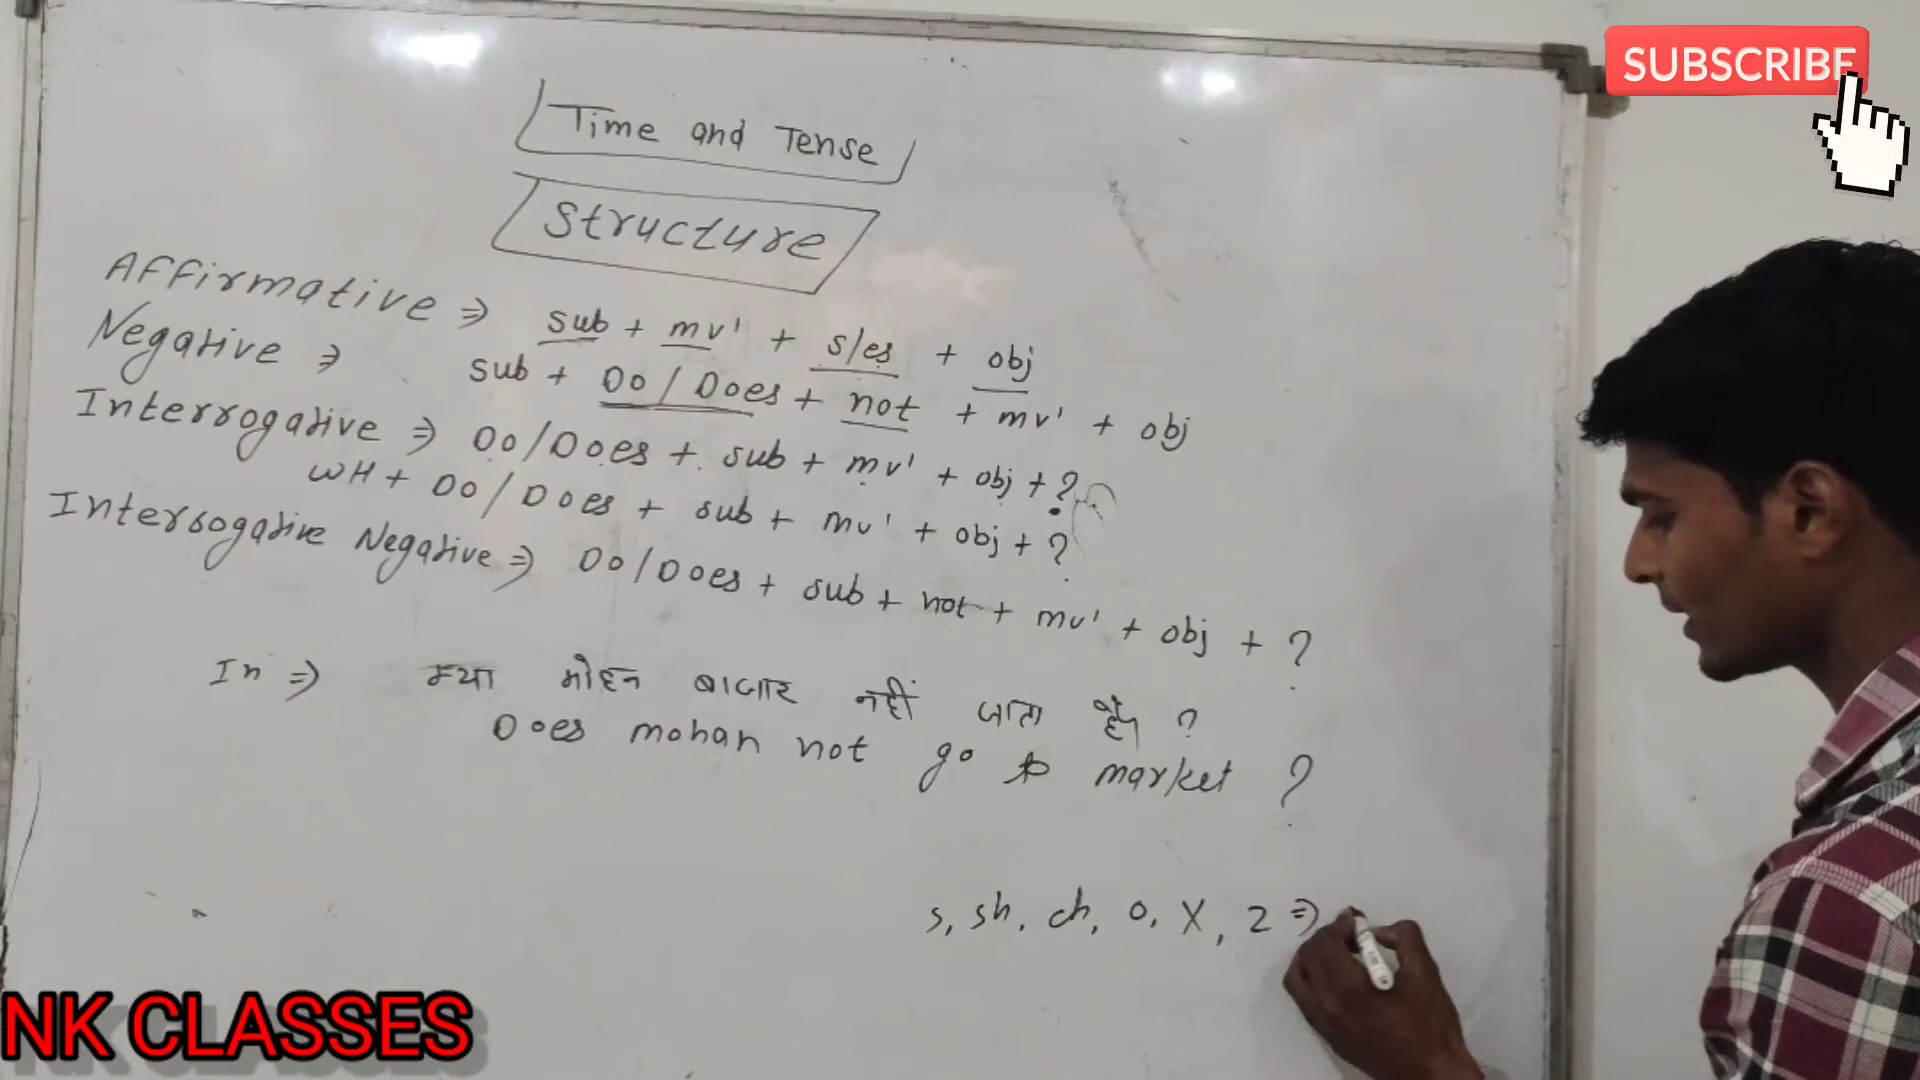 SUBSCRIBE
Time and Tense
Structure
Affirmative ⇒ sub + mv' + s/es + obj
Negative ⇒ sub + Do / Does + not + mv' + obj
Interrogative ⇒ Do/Does + sub + mv' + obj + ?
WH + Do / Does + sub + mv' + obj + ?
Interrogative Negative ⇒ Do/Does + sub + not + mv' + obj + ?
In ⇒ क्या मोहन बाजार नहीं जाता है ?
Does mohan not go to market ?
s, sh, ch, o, X, z ⇒
NK CLASSES